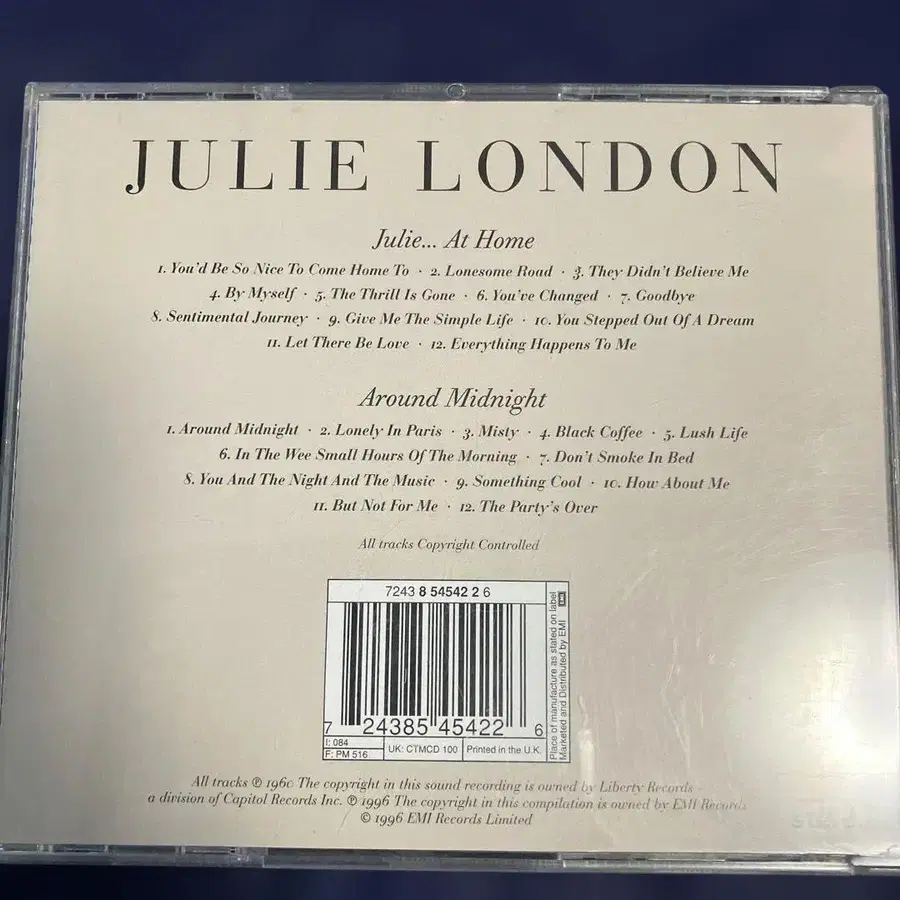 JULIE LONDON
Julie... At Home
1. You'd Be So Nice To Come Home To · 2. Lonesome Road · 3. They Didn't Believe Me
4. By Myself · 5. The Thrill Is Gone · 6. You've Changed · 7. Goodbye
8. Sentimental Journey · 9. Give Me The Simple Life · 10. You Stepped Out Of A Dream
11. Let There Be Love · 12. Everything Happens To Me
Around Midnight
1. Around Midnight · 2. Lonely In Paris · 3. Misty · 4. Black Coffee · 5. Lush Life
6. In The Wee Small Hours Of The Morning · 7. Don't Smoke In Bed
8. You And The Night And The Music · 9. Something Cool · 10. How About Me
11. But Not For Me · 12. The Party's Over
All tracks Copyright Controlled
7243 8 54542 2 6
7 24385 45422 6
I: 084
F: PM 516
UK: CTMCD 100
Printed in the U.K.
Place of manufacture as stated on label
Marketed and Distributed by EMI
All tracks ℗ 1960 The copyright in this sound recording is owned by Liberty Records -
a division of Capitol Records Inc. ℗ 1996 The copyright in this compilation is owned by EMI Records
© 1996 EMI Records Limited